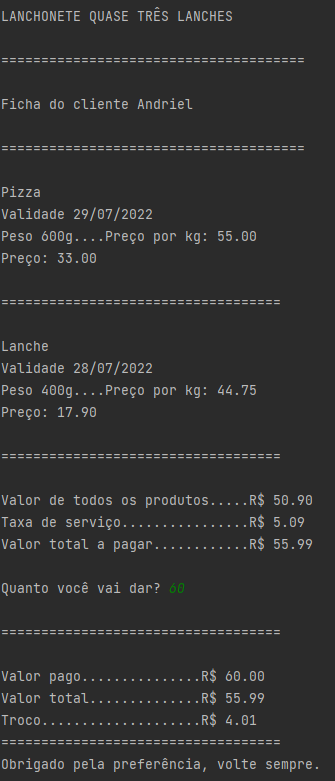 LANCHONETE QUASE TRÊS LANCHES
======================================
Ficha do cliente Andriel
======================================
Pizza
Validade 29/07/2022
Peso 600g....Preço por kg: 55.00
Preço: 33.00
===================================
Lanche
Validade 28/07/2022
Peso 400g....Preço por kg: 44.75
Preço: 17.90
===================================
Valor de todos os produtos.....R$ 50.90
Taxa de serviço................R$ 5.09
Valor total a pagar............R$ 55.99
Quanto você vai dar? 60
===================================
Valor pago...............R$ 60.00
Valor total..............R$ 55.99
Troco....................R$ 4.01
===================================
Obrigado pela preferência, volte sempre.